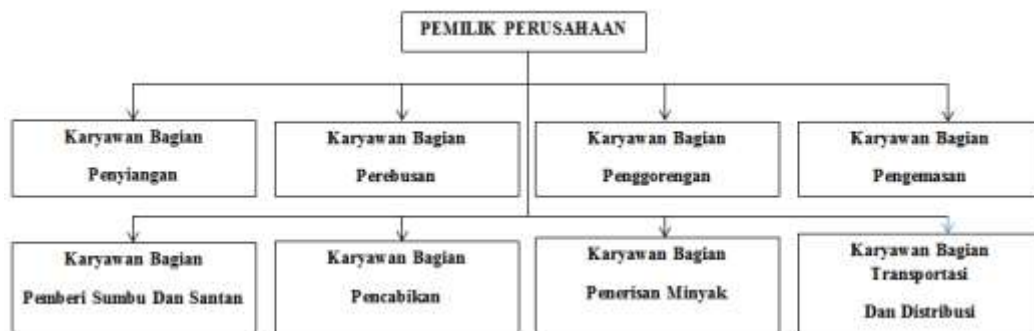 PEMILIK PERUSAHAAN
Karyawan Bagian
Penyiangan
Karyawan Bagian
Perebusan
Karyawan Bagian
Penggorengan
Karyawan Bagian
Pengemasan
Karyawan Bagian
Pemberi Sumbu Dan Santan
Karyawan Bagian
Pencabikan
Karyawan Bagian
Penerisan Minyak
Karyawan Bagian
Transportasi
Dan Distribusi